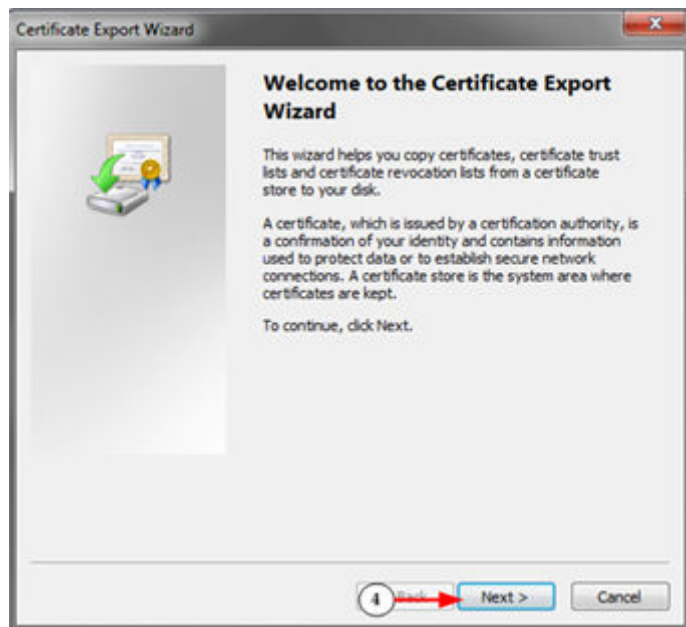 Certificate Export Wizard
Welcome to the Certificate Export
Wizard
This wizard helps you copy certificates, certificate trust
lists and certificate revocation lists from a certificate
store to your disk.
A certificate, which is issued by a certification authority, is
a confirmation of your identity and contains information
used to protect data or to establish secure network
connections. A certificate store is the system area where
certificates are kept.
To continue, click Next.
4
Next >
Cancel